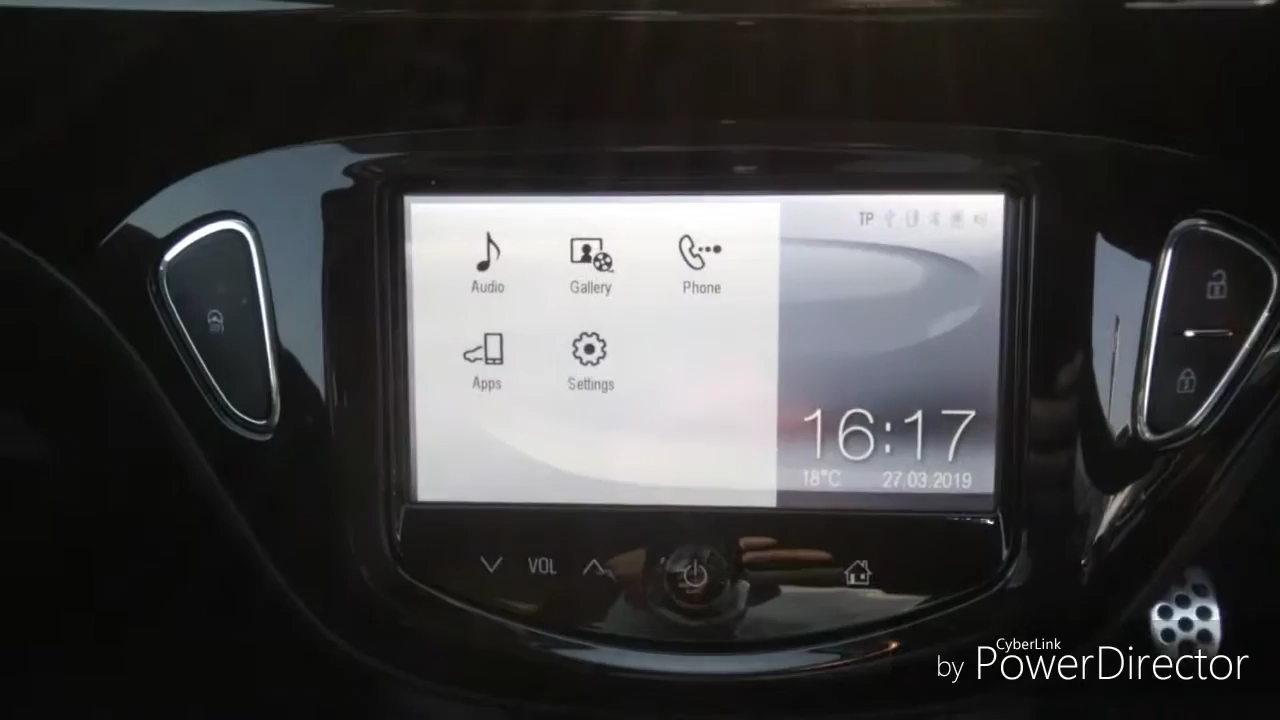 TP
Audio Gallery Phone
Apps Settings
16:17
18°C 27.03.2019
VOL
CyberLink
by PowerDirector